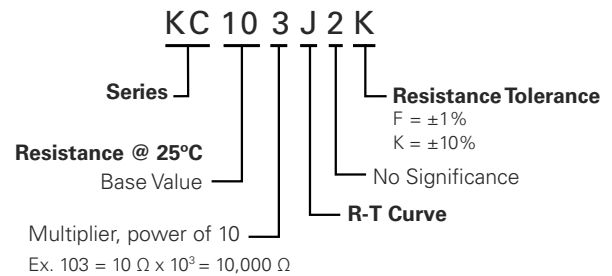 KC 10 3 J 2 K
Series
Resistance Tolerance
F = ±1%
K = ±10%
Resistance @ 25ºC
Base Value
No Significance
R-T Curve
Multiplier, power of 10
Ex. 103 = 10 Ω x 10³ = 10,000 Ω